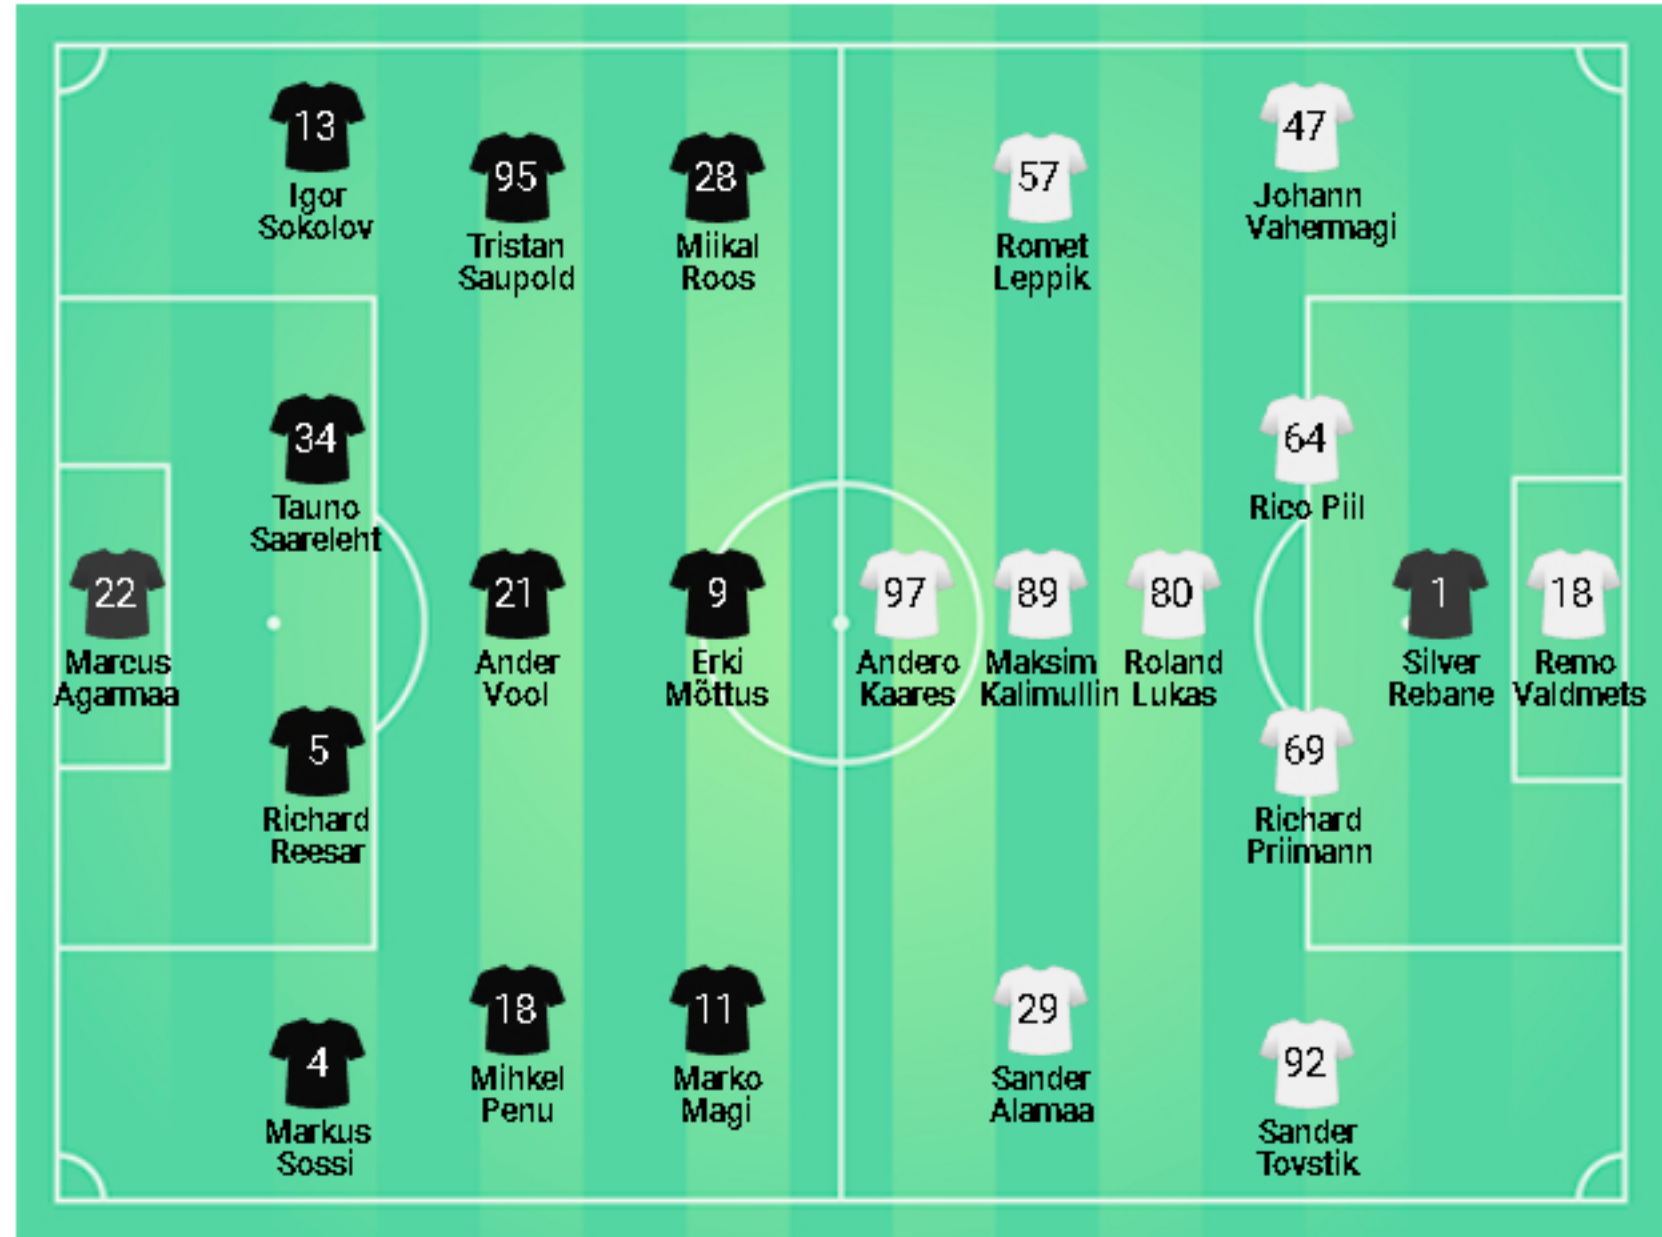 13
Igor
Sokolov
95
Tristan
Saupold
28
Miikal
Roos
57
Romet
Leppik
47
Johann
Vahermagi
34
Tauno
Saareleht
64
Rico Piil
22
Marcus
Agarmaa
21
Ander
Vool
9
Erki
Mõttus
97
Andero
Kaares
89
Maksim
Kalimullin
80
Roland
Lukas
1
Silver
Rebane
18
Remo
Valdmets
5
Richard
Reesar
69
Richard
Priimann
4
Markus
Sossi
18
Mihkel
Penu
11
Marko
Magi
29
Sander
Alamaa
92
Sander
Tovstik